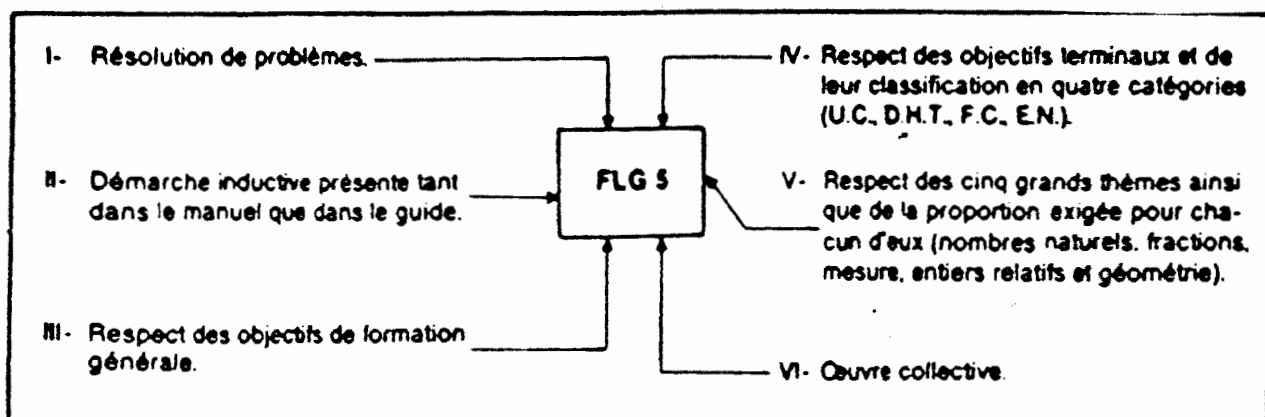 I- Résolution de problèmes.
II- Démarche inductive présente tant
dans le manuel que dans le guide.
III- Respect des objectifs de formation
générale.
FLG 5
IV- Respect des objectifs terminaux et de
leur classification en quatre catégories
(U.C., D.H.T., F.C., E.N.).
V- Respect des cinq grands thèmes ainsi
que de la proportion exigée pour cha-
cun d'eux (nombres naturels, fractions,
mesure, entiers relatifs et géométrie).
VI- Œuvre collective.